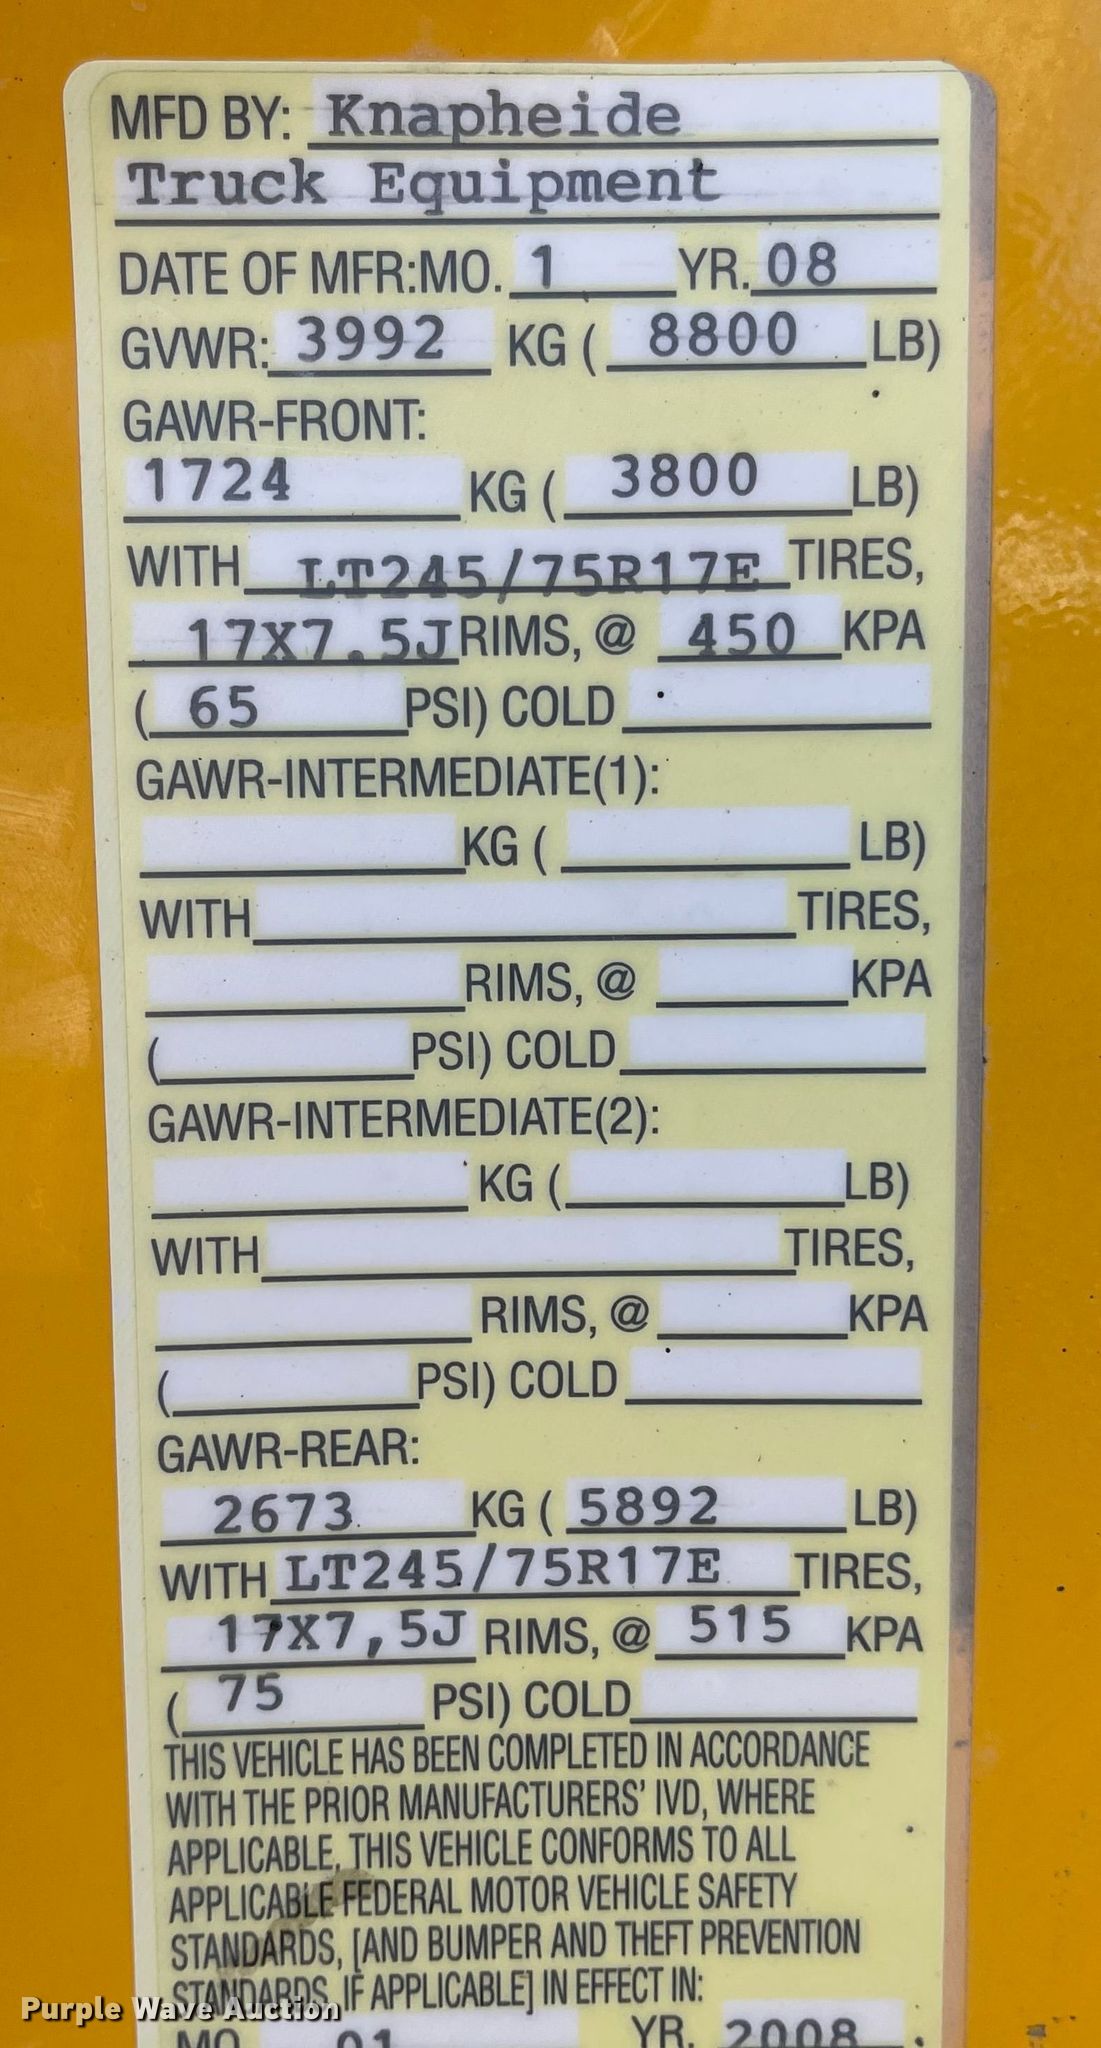 MFD BY: Knapheide
Truck Equipment
DATE OF MFR:MO. 1 YR. 08
GVWR: 3992 KG ( 8800 LB)
GAWR-FRONT:
1724 KG ( 3800 LB)
WITH LT245/75R17E TIRES,
17X7.5J RIMS, @ 450 KPA
( 65 PSI) COLD
GAWR-INTERMEDIATE(1):
KG ( LB)
WITH TIRES,
RIMS, @ KPA
( PSI) COLD
GAWR-INTERMEDIATE(2):
KG ( LB)
WITH TIRES,
RIMS, @ KPA
( PSI) COLD
GAWR-REAR:
2673 KG ( 5892 LB)
WITH LT245/75R17E TIRES,
17X7,5J RIMS, @ 515 KPA
( 75 PSI) COLD
THIS VEHICLE HAS BEEN COMPLETED IN ACCORDANCE
WITH THE PRIOR MANUFACTURERS' IVD, WHERE
APPLICABLE, THIS VEHICLE CONFORMS TO ALL
APPLICABLE FEDERAL MOTOR VEHICLE SAFETY
STANDARDS, [AND BUMPER AND THEFT PREVENTION
STANDARDS, IF APPLICABLE] IN EFFECT IN:
MO. 01 YR. 2008 .
Purple Wave Auction